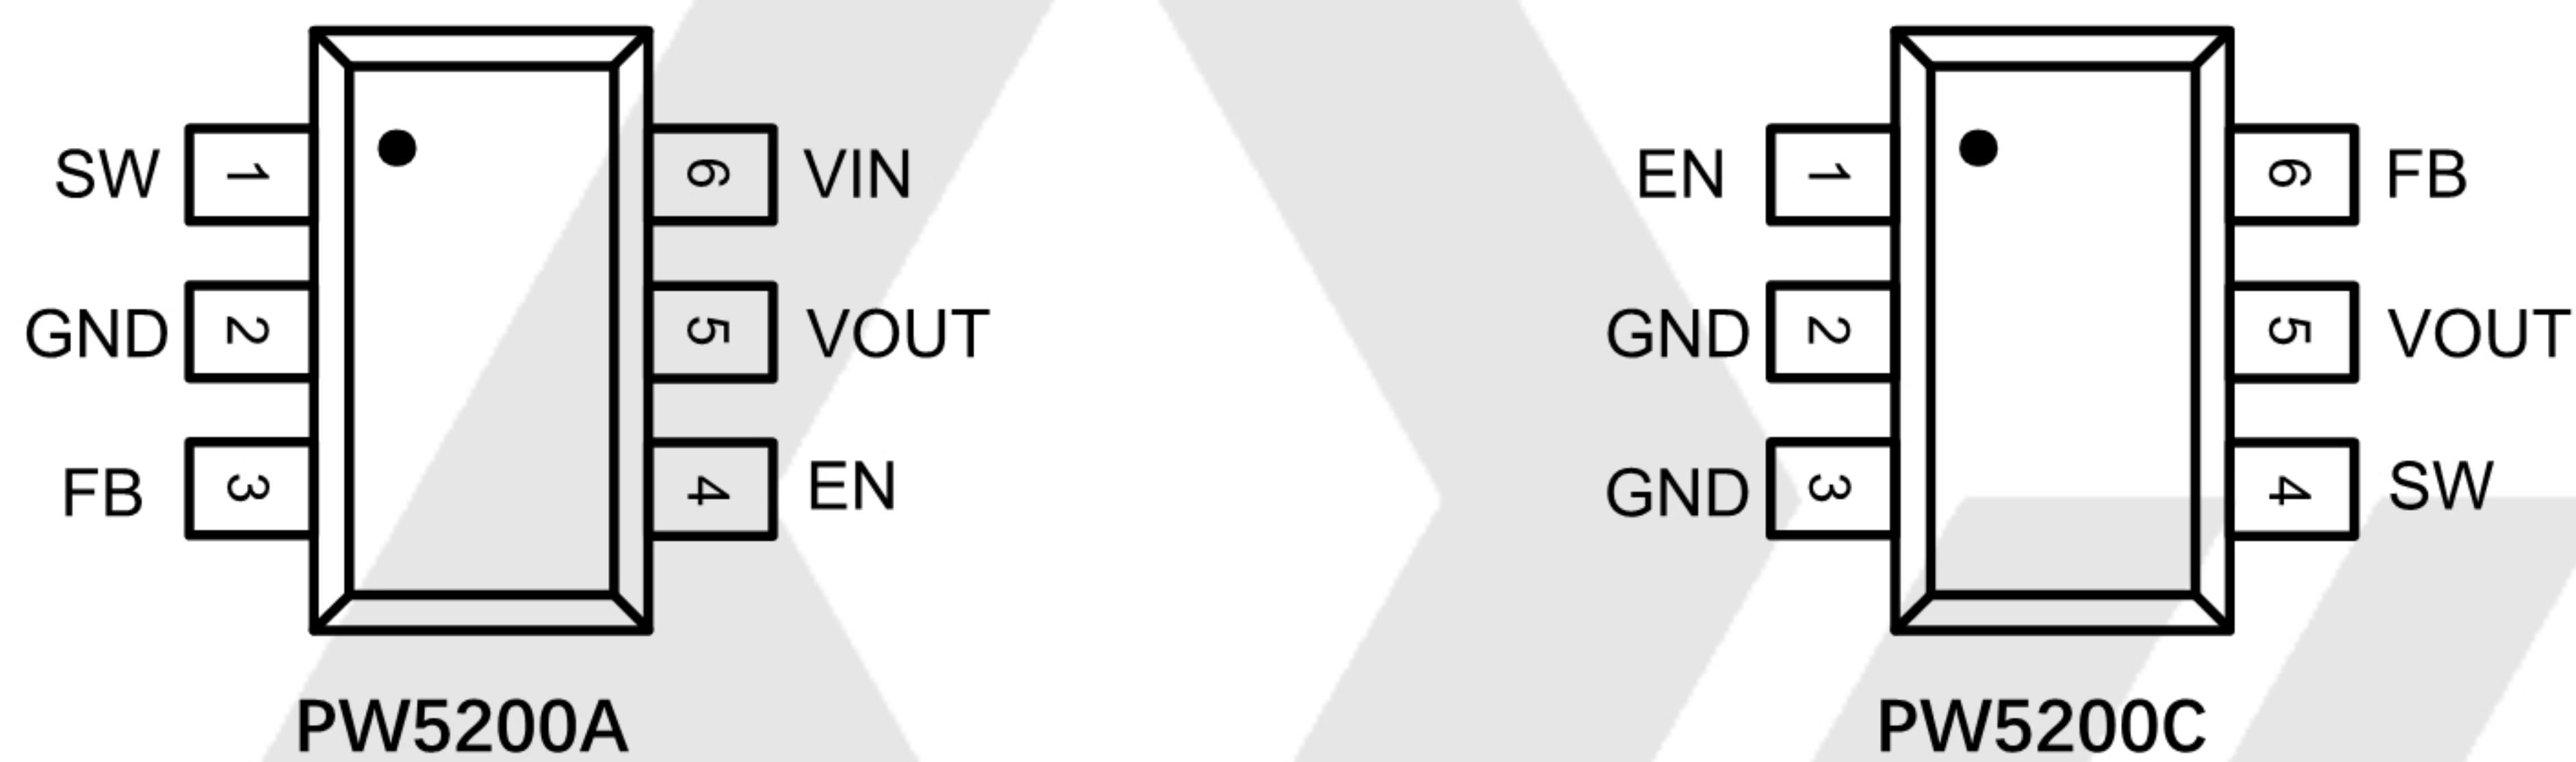 SW 1 6 VIN
GND 2 5 VOUT
FB 3 4 EN
PW5200A
EN 1 6 FB
GND 2 5 VOUT
GND 3 4 SW
PW5200C